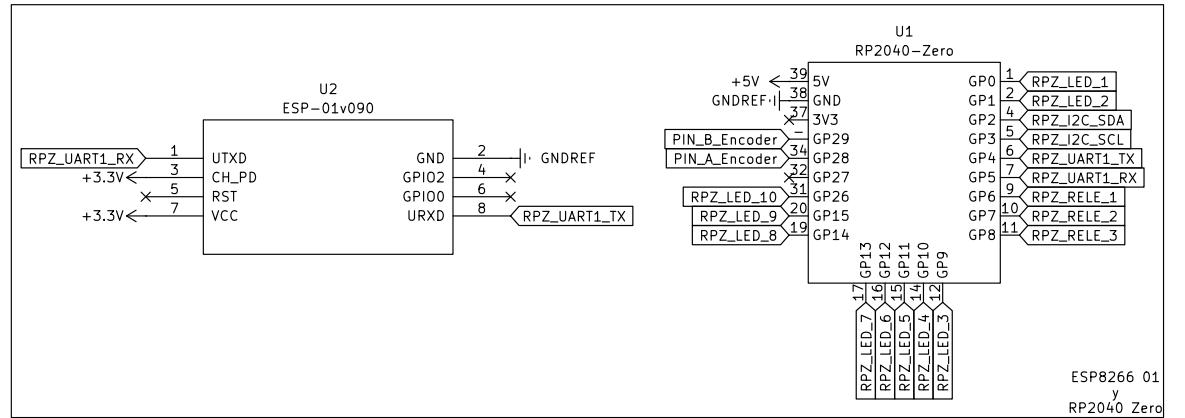 U2
ESP-01v090
RPZ_UART1_RX 1 UTXD GND 2 GNDREF
+3.3V 3 CH_PD GPIO2 4
5 RST GPIO0 6
+3.3V 7 VCC URXD 8 RPZ_UART1_TX
U1
RP2040-Zero
+5V 39 5V GP0 1 RPZ_LED_1
GNDREF 38 GND GP1 2 RPZ_LED_2
37 3V3 GP2 4 RPZ_I2C_SDA
PIN_B_Encoder – GP29 GP3 5 RPZ_I2C_SCL
PIN_A_Encoder 34 GP28 GP4 6 RPZ_UART1_TX
32 GP27 GP5 7 RPZ_UART1_RX
RPZ_LED_10 31 GP26 GP6 9 RPZ_RELE_1
RPZ_LED_9 20 GP15 GP7 10 RPZ_RELE_2
RPZ_LED_8 19 GP14 GP8 11 RPZ_RELE_3
GP13 GP12 GP11 GP10 GP9
17 16 15 14 12
RPZ_LED_7 RPZ_LED_6 RPZ_LED_5 RPZ_LED_4 RPZ_LED_3
ESP8266 01
y
RP2040 Zero